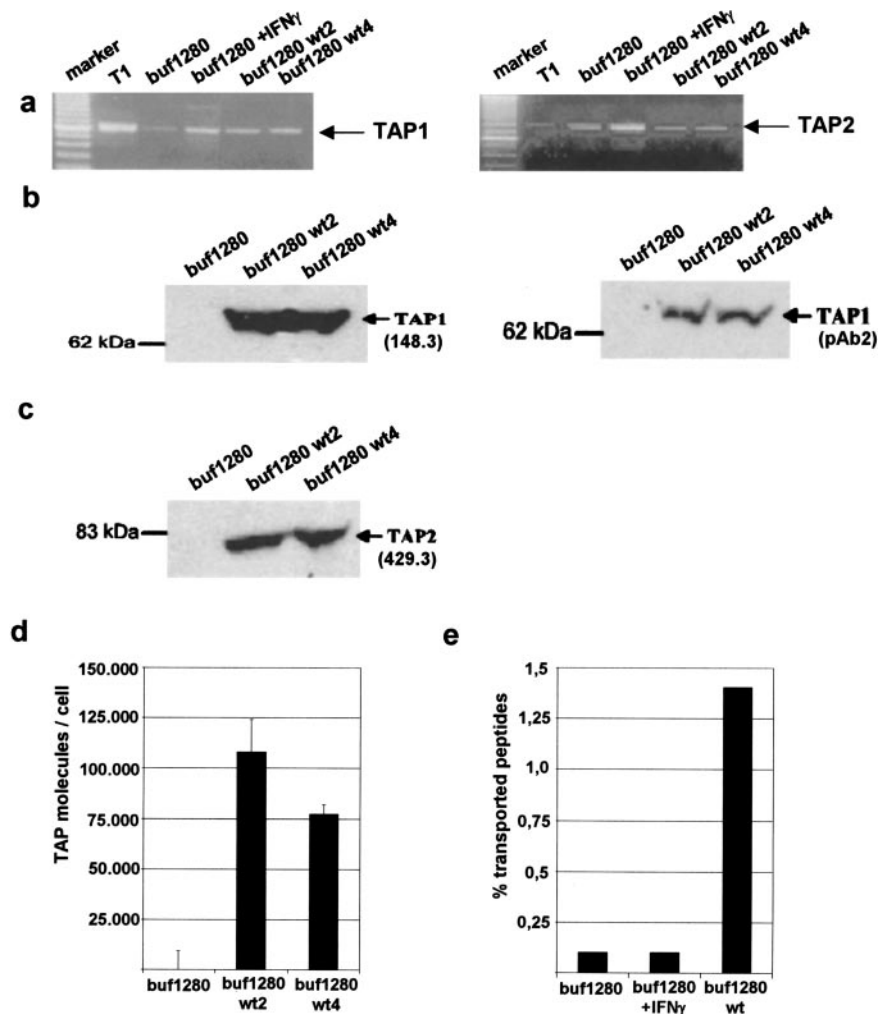 marker
T1
buf1280
buf1280 +IFNγ
buf1280 wt2
buf1280 wt4
marker
T1
buf1280
buf1280 +IFNγ
buf1280 wt2
buf1280 wt4
a
TAP1
TAP2
b
buf1280
buf1280 wt2
buf1280 wt4
62 kDa
TAP1
(148.3)
buf1280
buf1280 wt2
buf1280 wt4
62 kDa
TAP1
(pAb2)
c
buf1280
buf1280 wt2
buf1280 wt4
83 kDa
TAP2
(429.3)
d
TAP molecules / cell
150.000
125.000
100.000
75.000
50.000
25.000
buf1280
buf1280
wt2
buf1280
wt4
e
% transported peptides
1,5
1,25
1,0
0,75
0,5
0,25
buf1280
buf1280
+IFNγ
buf1280
wt